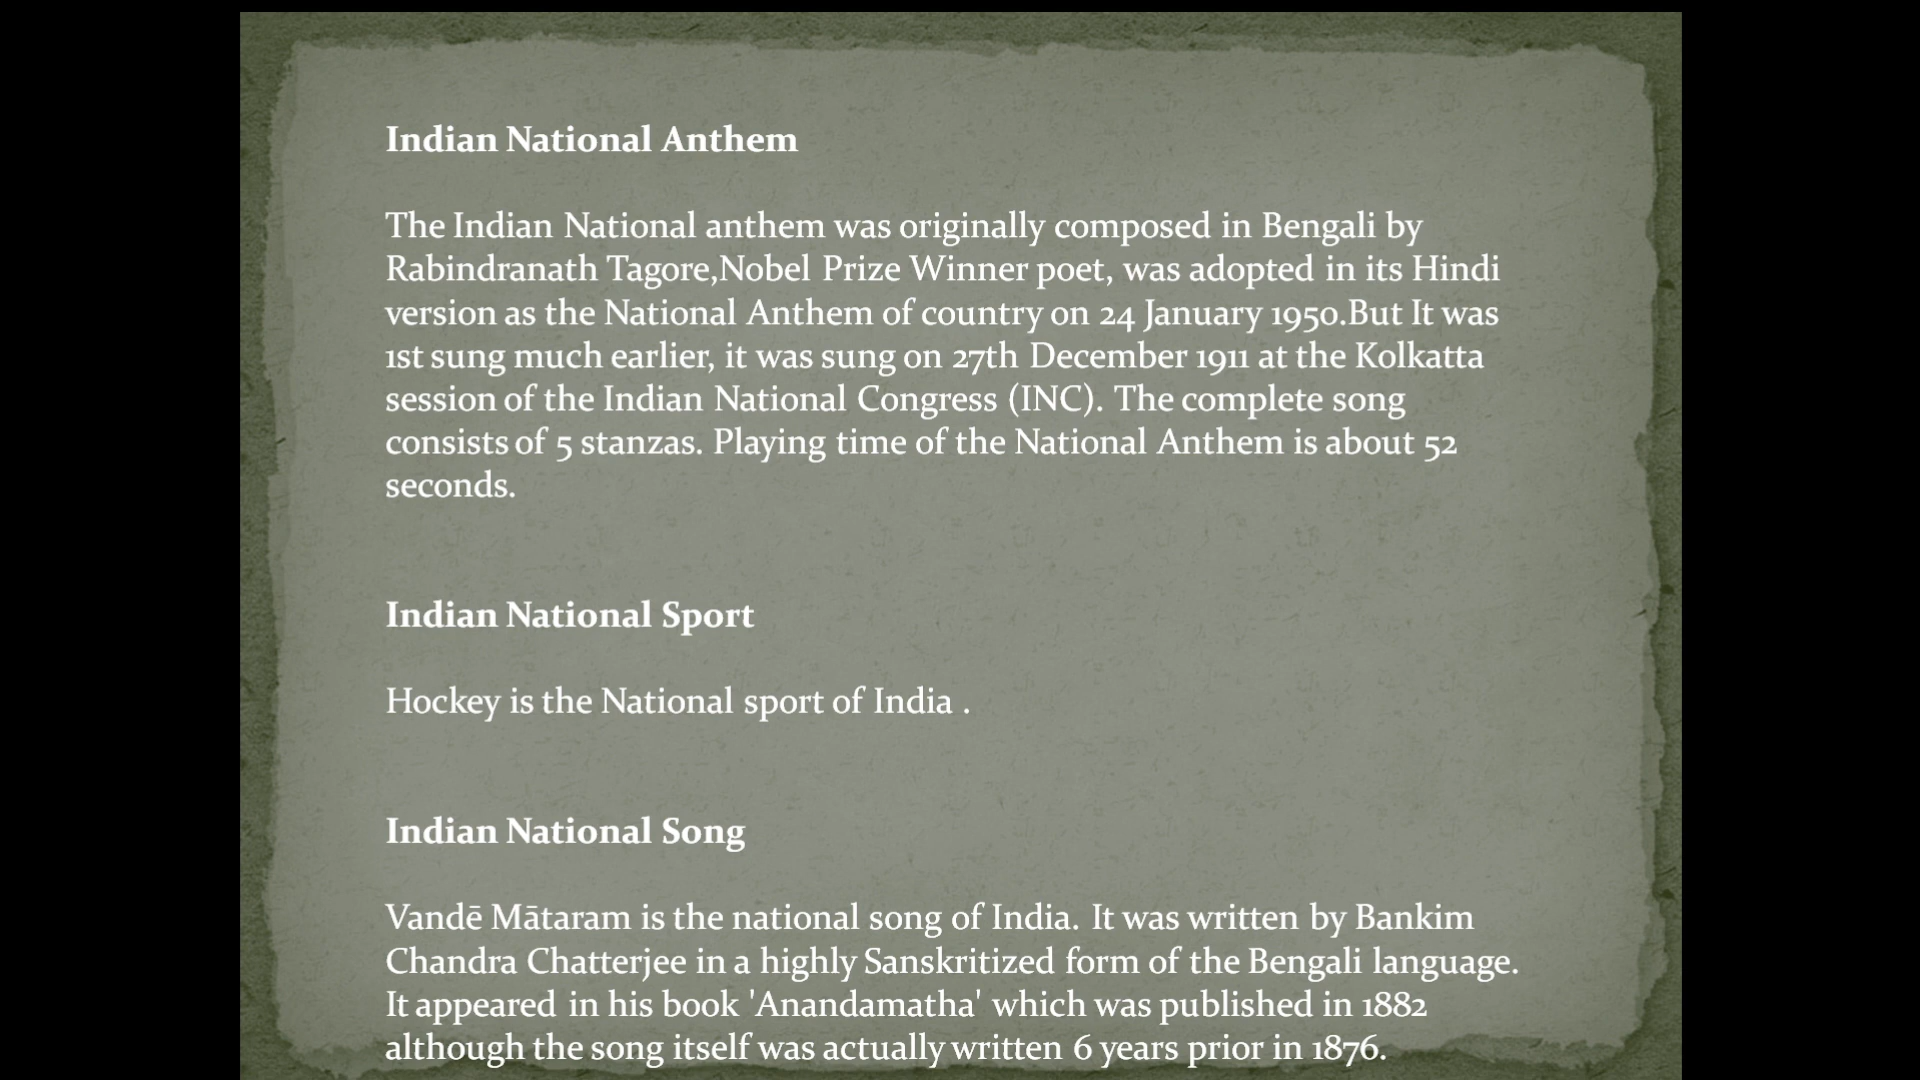 Indian National Anthem
The Indian National anthem was originally composed in Bengali by
Rabindranath Tagore,Nobel Prize Winner poet, was adopted in its Hindi
version as the National Anthem of country on 24 January 1950.But It was
1st sung much earlier, it was sung on 27th December 1911 at the Kolkatta
session of the Indian National Congress (INC). The complete song
consists of 5 stanzas. Playing time of the National Anthem is about 52
seconds.
Indian National Sport
Hockey is the National sport of India .
Indian National Song
Vandē Mātaram is the national song of India. It was written by Bankim
Chandra Chatterjee in a highly Sanskritized form of the Bengali language.
It appeared in his book 'Anandamatha' which was published in 1882
although the song itself was actually written 6 years prior in 1876.